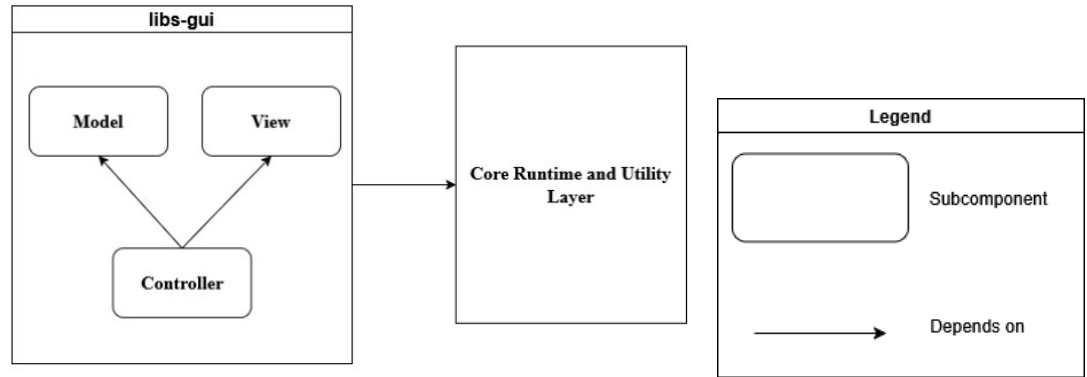 libs-gui
Model
View
Controller
Core Runtime and Utility
Layer
Legend
Subcomponent
Depends on